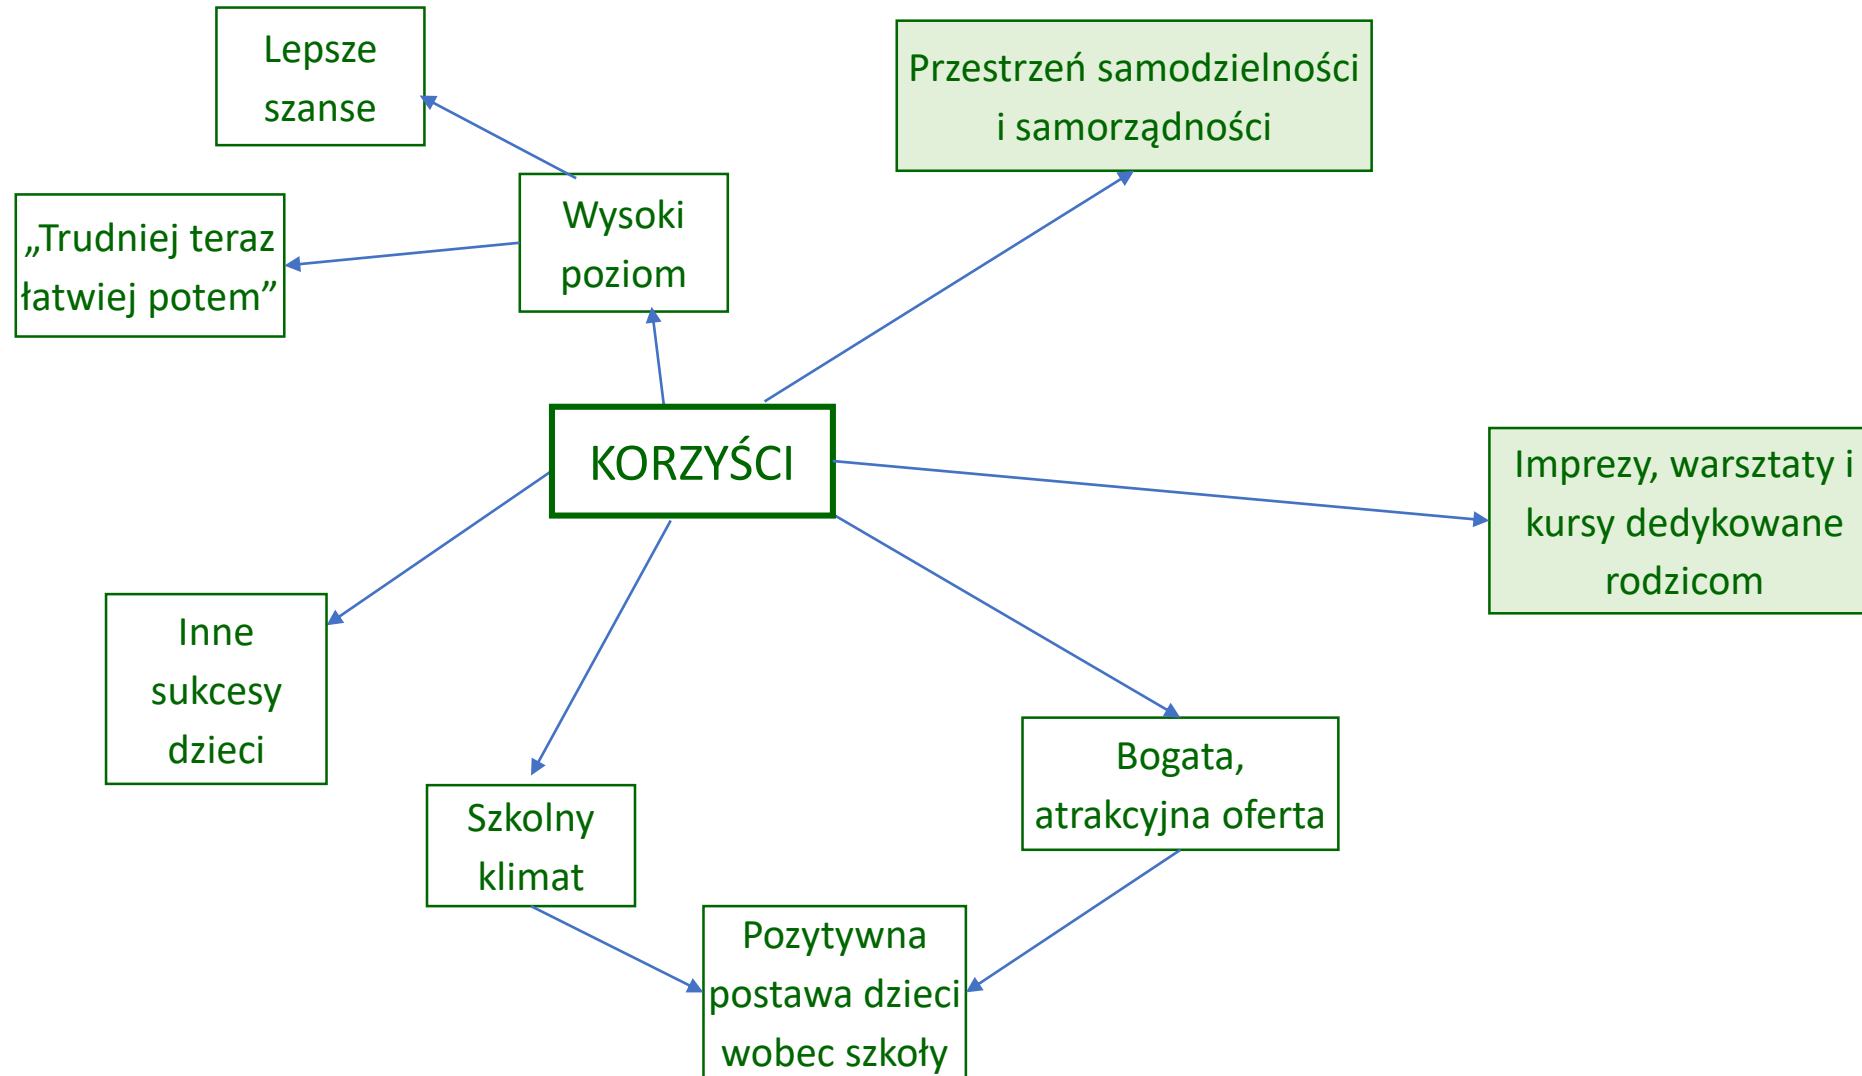 Lepsze
szanse
Przestrzeń samodzielności
i samorządności
„Trudniej teraz
łatwiej potem”
Wysoki
poziom
KORZYŚCI
Imprezy, warsztaty i
kursy dedykowane
rodzicom
Inne
sukcesy
dzieci
Szkolny
klimat
Bogata,
atrakcyjna oferta
Pozytywna
postawa dzieci
wobec szkoły